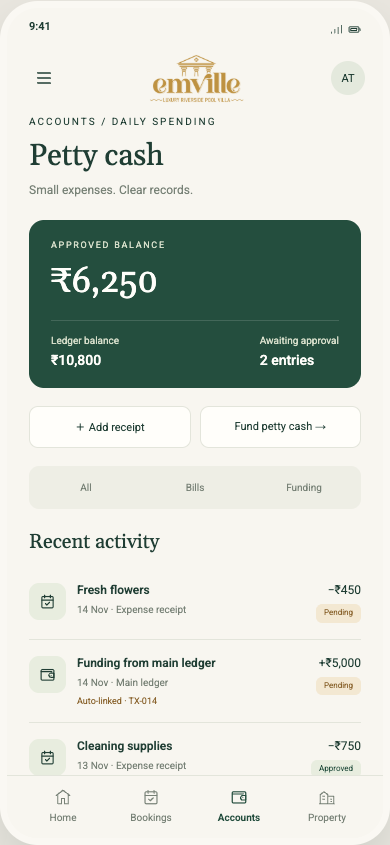 9:41
emville
LUXURY RIVERSIDE POOL VILLA
AT
ACCOUNTS / DAILY SPENDING
Petty cash
Small expenses. Clear records.
APPROVED BALANCE
₹6,250
Ledger balance
Awaiting approval
₹10,800
2 entries
+ Add receipt
Fund petty cash →
All
Bills
Funding
Recent activity
Fresh flowers
−₹450
14 Nov · Expense receipt
Pending
Funding from main ledger
+₹5,000
14 Nov · Main ledger
Pending
Auto-linked · TX-014
Cleaning supplies
−₹750
13 Nov · Expense receipt
Approved
Home
Bookings
Accounts
Property